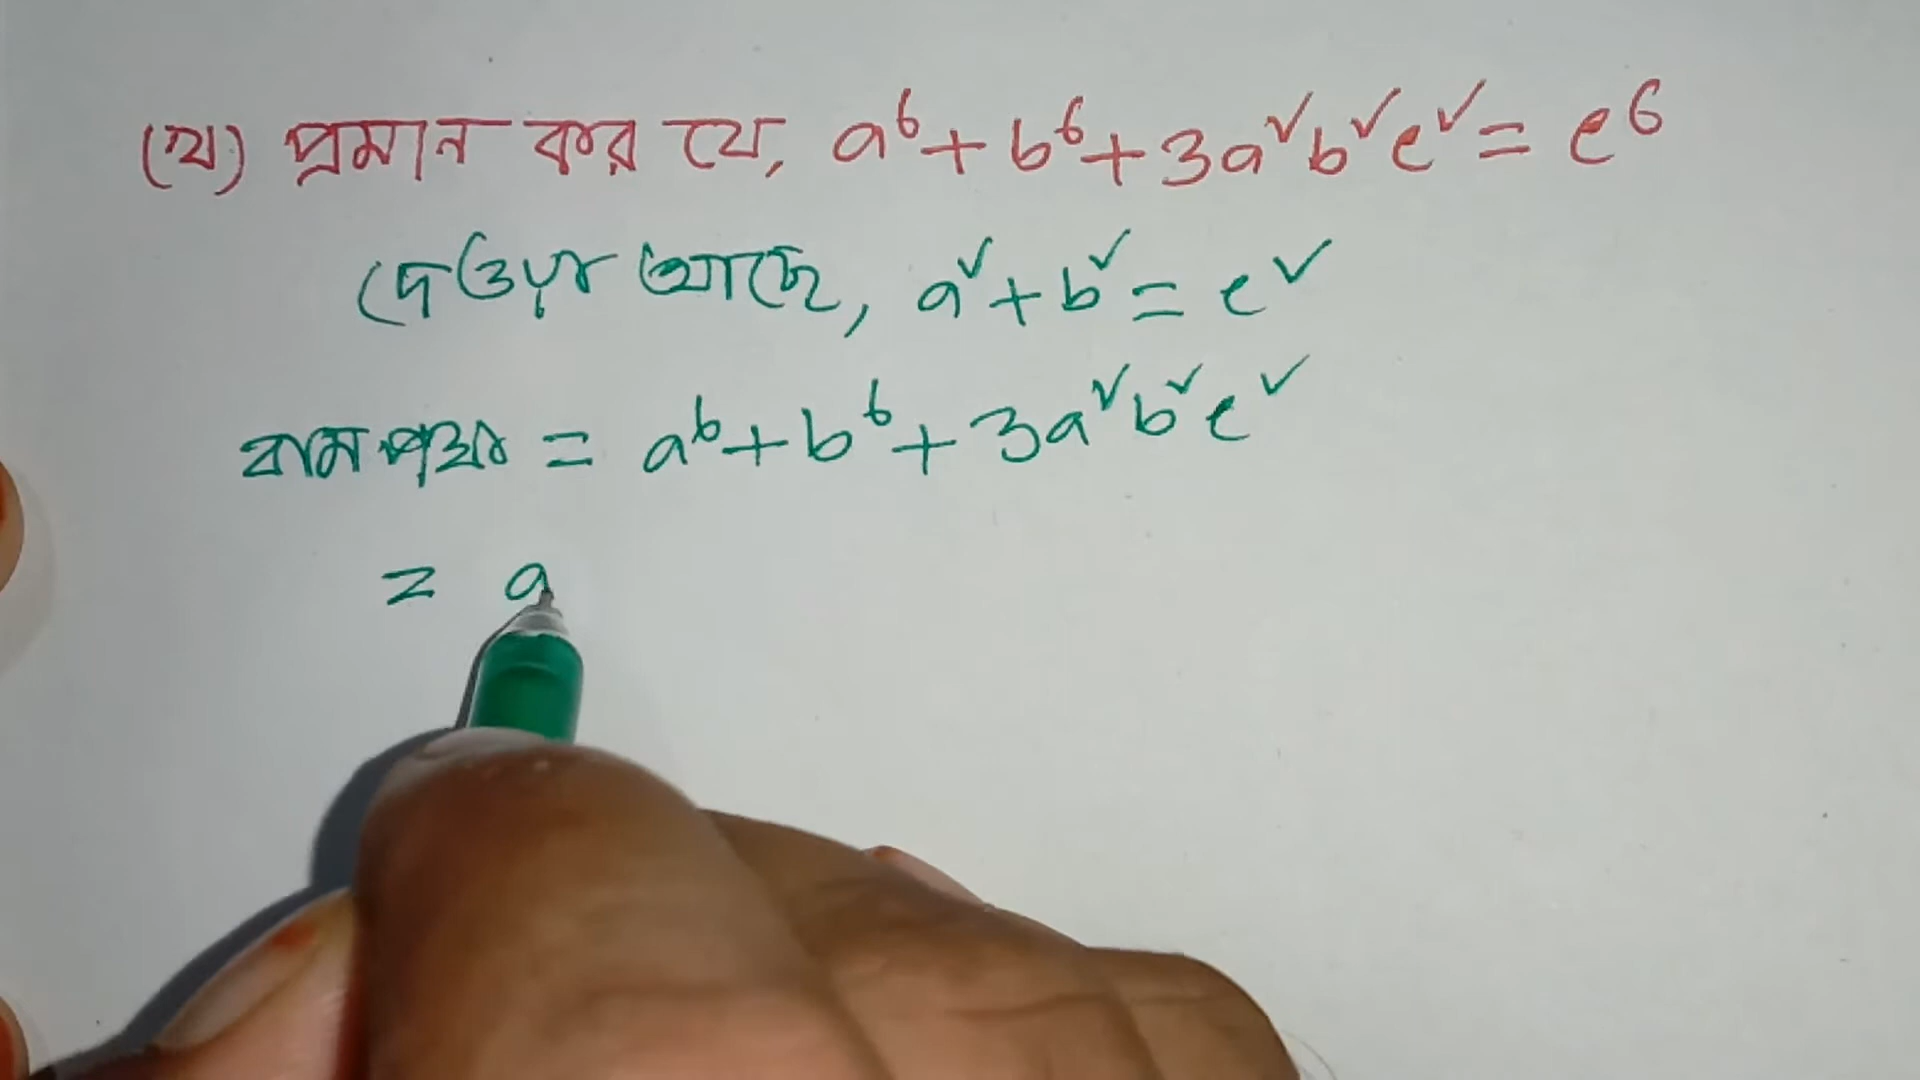 (খ) প্রমান কর যে, a⁶+b⁶+3a²b²c²=c⁶
দেওয়া আছে, a²+b²=c²
বামপক্ষ = a⁶+b⁶+3a²b²c²
= a